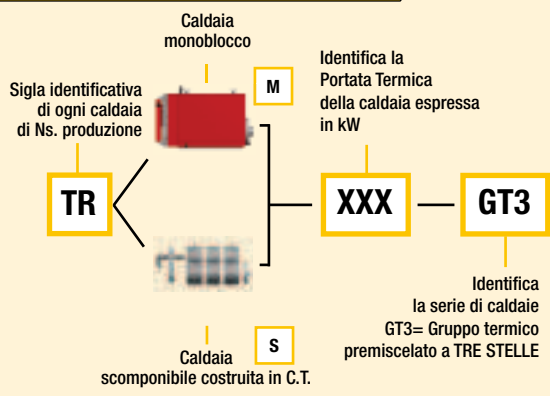 Caldaia
monoblocco
M
Sigla identificativa
di ogni caldaia
di Ns. produzione
Identifica la
Portata Termica
della caldaia espressa
in kW
TR
XXX
GT3
S
Caldaia
scomponibile costruita in C.T.
Identifica
la serie di caldaie
GT3= Gruppo termico
premiscelato a TRE STELLE